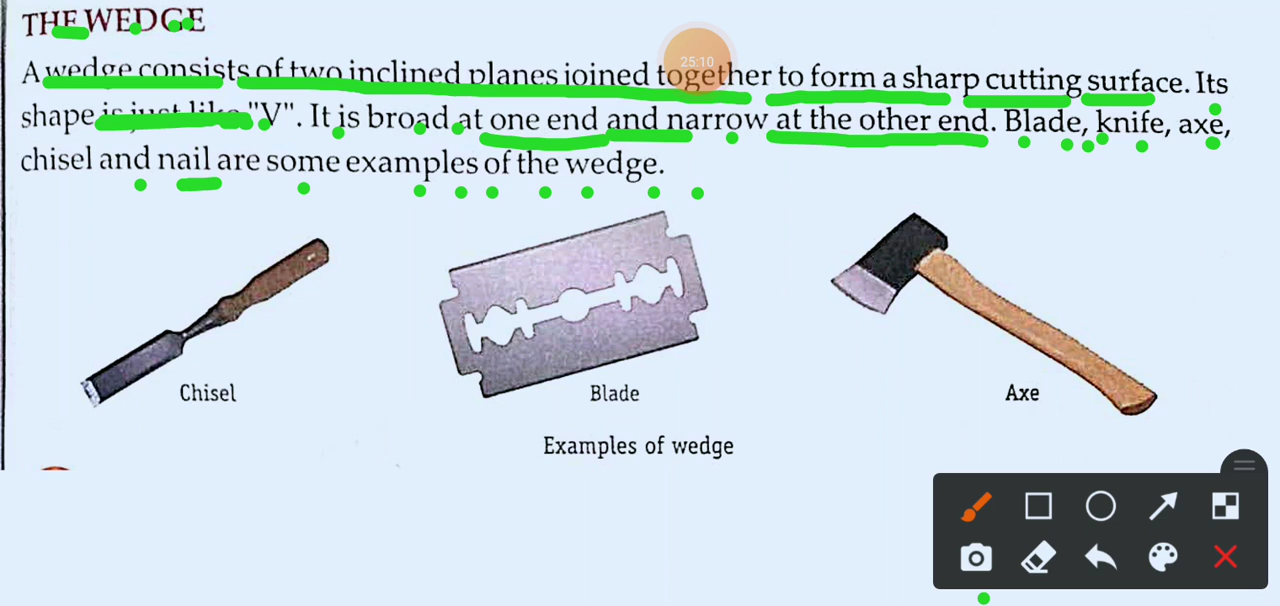 THE WEDGE
25:10
A wedge consists of two inclined planes joined together to form a sharp cutting surface. Its
shape is just like "V". It is broad at one end and narrow at the other end. Blade, knife, axe,
chisel and nail are some examples of the wedge.
Chisel
Blade
Axe
Examples of wedge